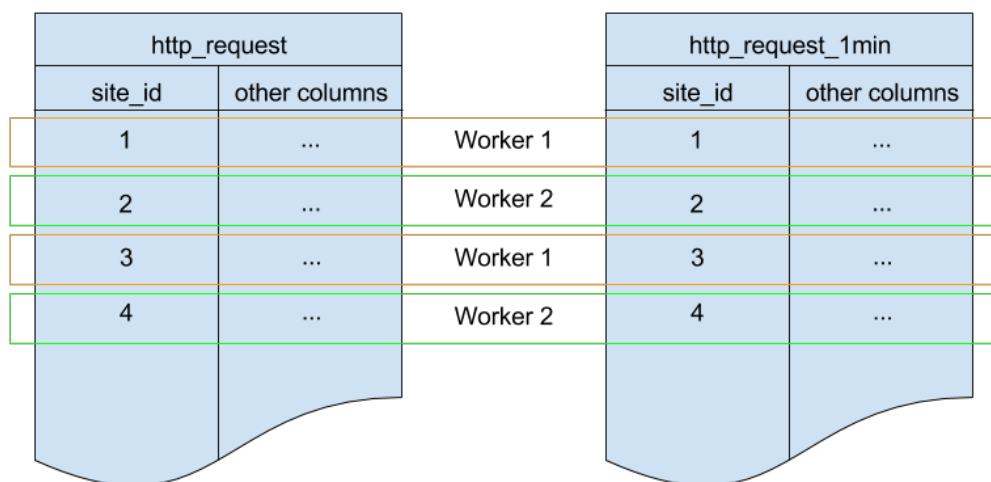 http_request http_request_1min
site_id other columns site_id other columns
1 ... Worker 1 1 ...
2 ... Worker 2 2 ...
3 ... Worker 1 3 ...
4 ... Worker 2 4 ...